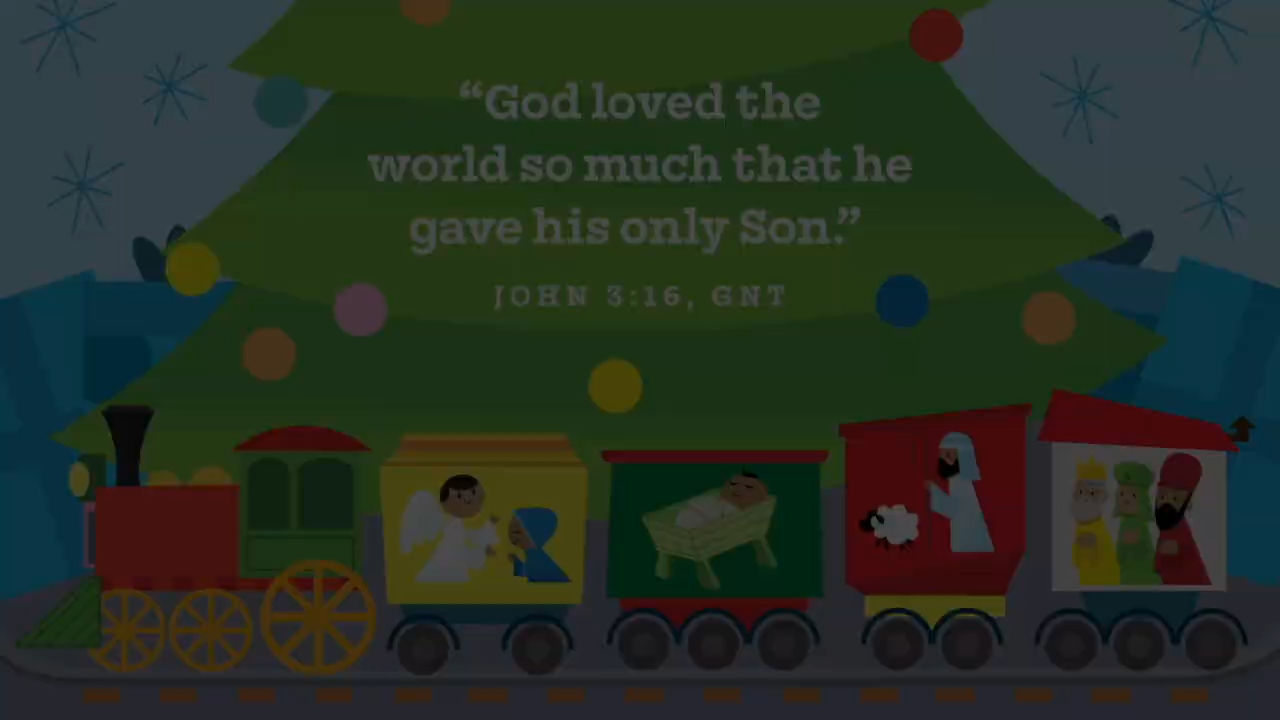 “God loved the
world so much that he
gave his only Son.”
JOHN 3:16, GNT